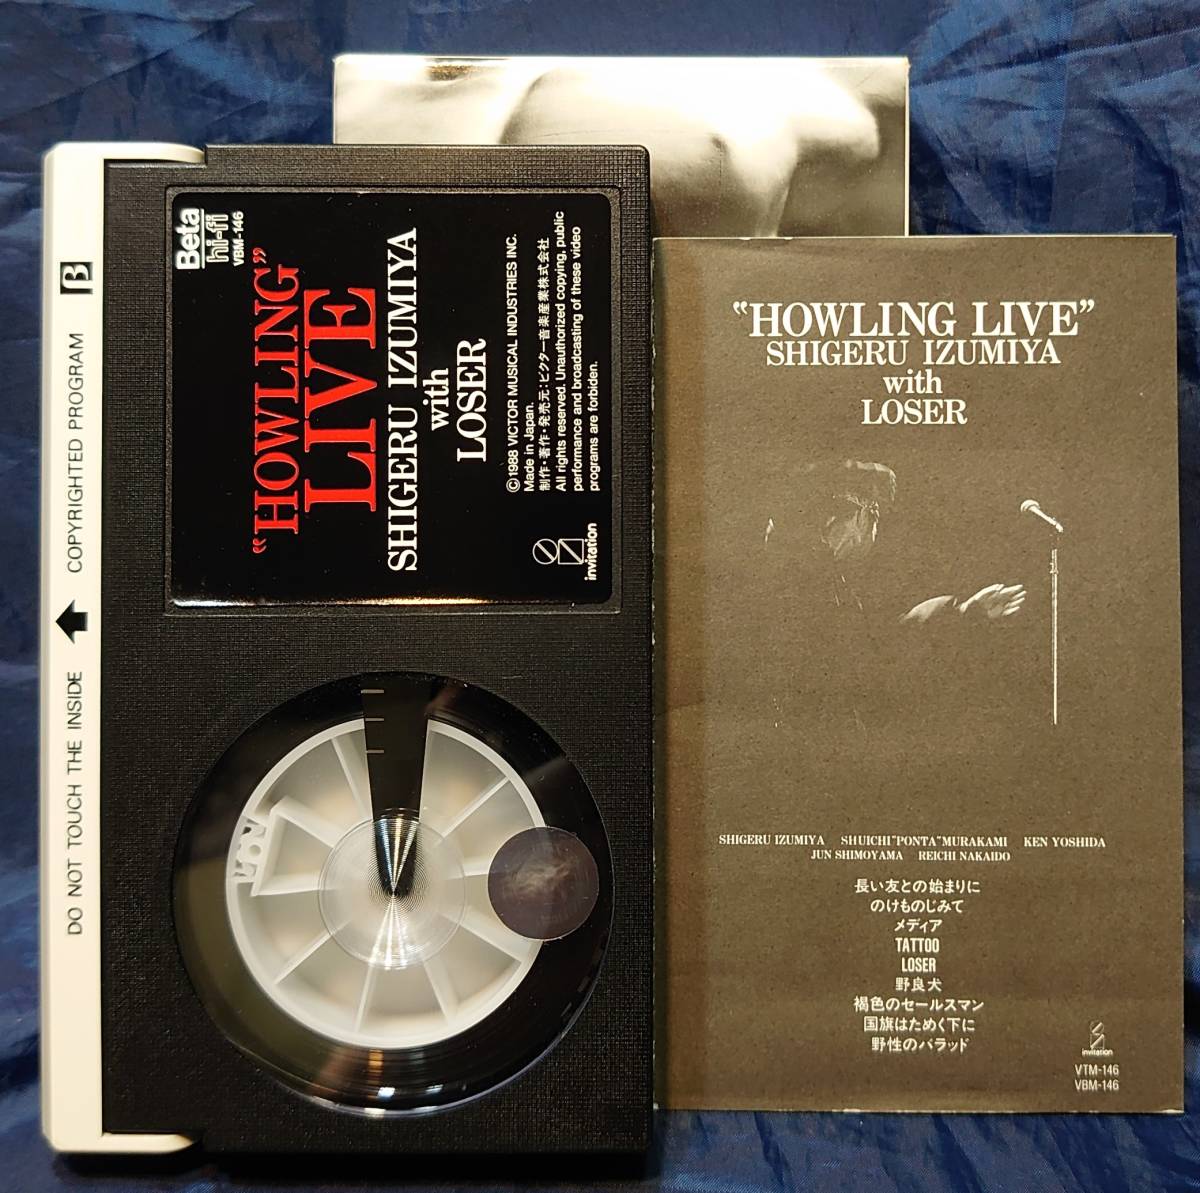 DO NOT TOUCH THE INSIDE
COPYRIGHTED PROGRAM
β
Beta
hi-fi
VBM-146
“HOWLING”
LIVE
SHIGERU IZUMIYA
with
LOSER
©1988 VICTOR MUSICAL INDUSTRIES INC.
Made in Japan.
制作・著作・発売元：ビクター音楽産業株式会社
All rights reserved. Unauthorized copying, public
performance and broadcasting of these video
programs are forbiden.
invitation
“HOWLING LIVE”
SHIGERU IZUMIYA
with
LOSER
SHIGERU IZUMIYA SHUICHI"PONTA"MURAKAMI KEN YOSHIDA
JUN SHIMOYAMA REICHI NAKAIDO
長い友との始まりに
のけものじみて
メディア
TATTOO
LOSER
野良犬
褐色のセールスマン
国旗はためく下に
野性のバラッド
invitation
VTM-146
VBM-146